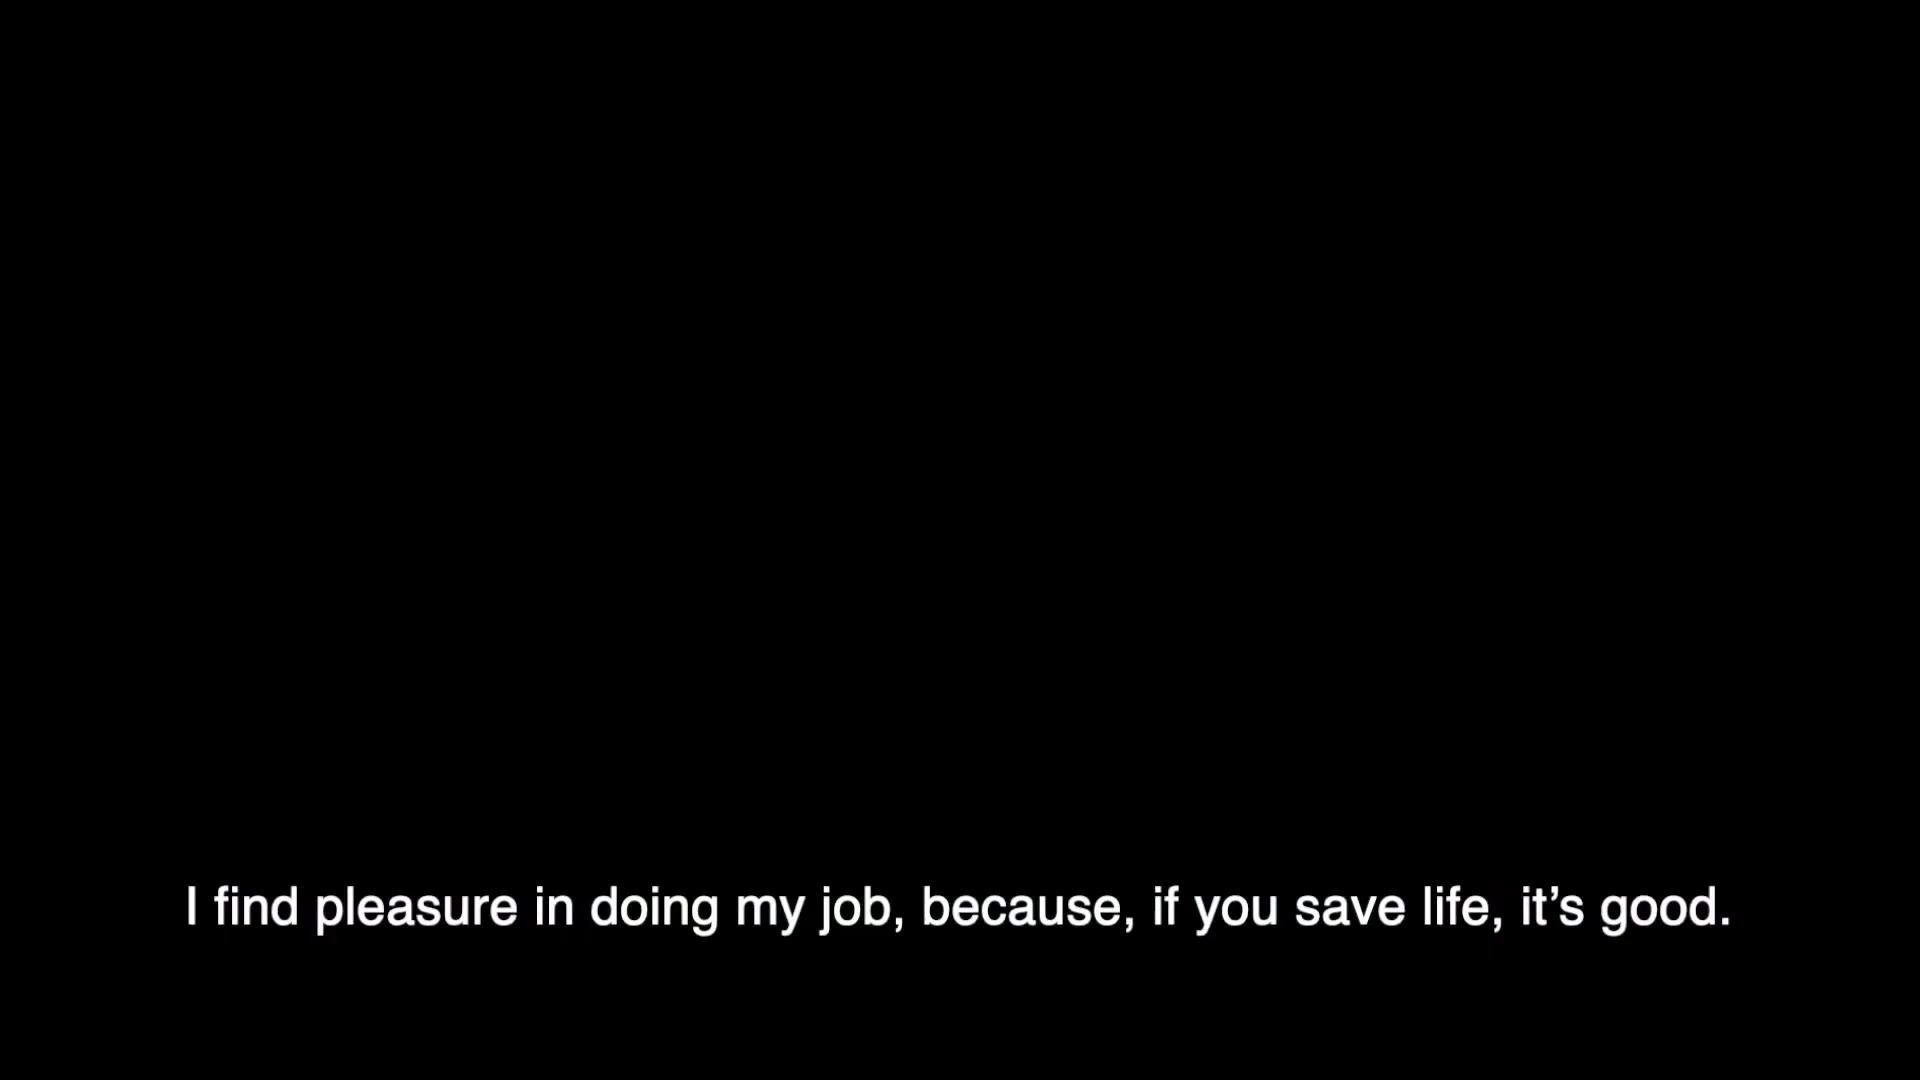 I find pleasure in doing my job, because, if you save life, it’s good.